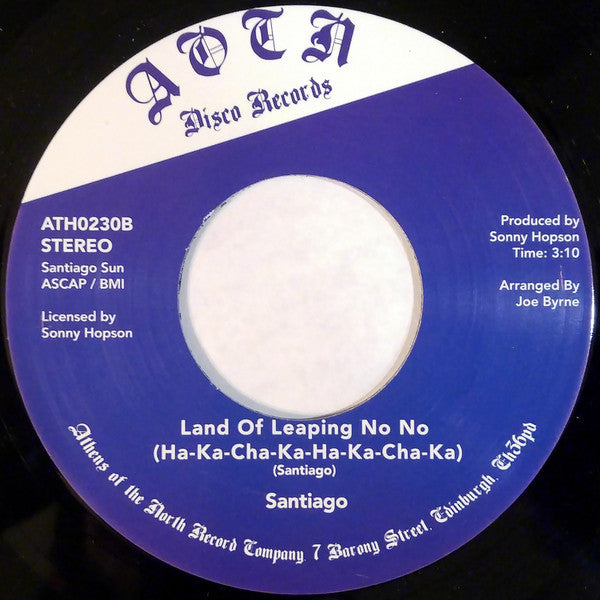 AOTN
Disco Records
ATH0230B
STEREO
Santiago Sun
ASCAP / BMI
Licensed by
Sonny Hopson
Produced by
Sonny Hopson
Time: 3:10
Arranged By
Joe Byrne
Land Of Leaping No No
(Ha-Ka-Cha-Ka-Ha-Ka-Cha-Ka)
(Santiago)
Santiago
Athens of the North Record Company, 7 Barony Street, Edinburgh, Eh36pd